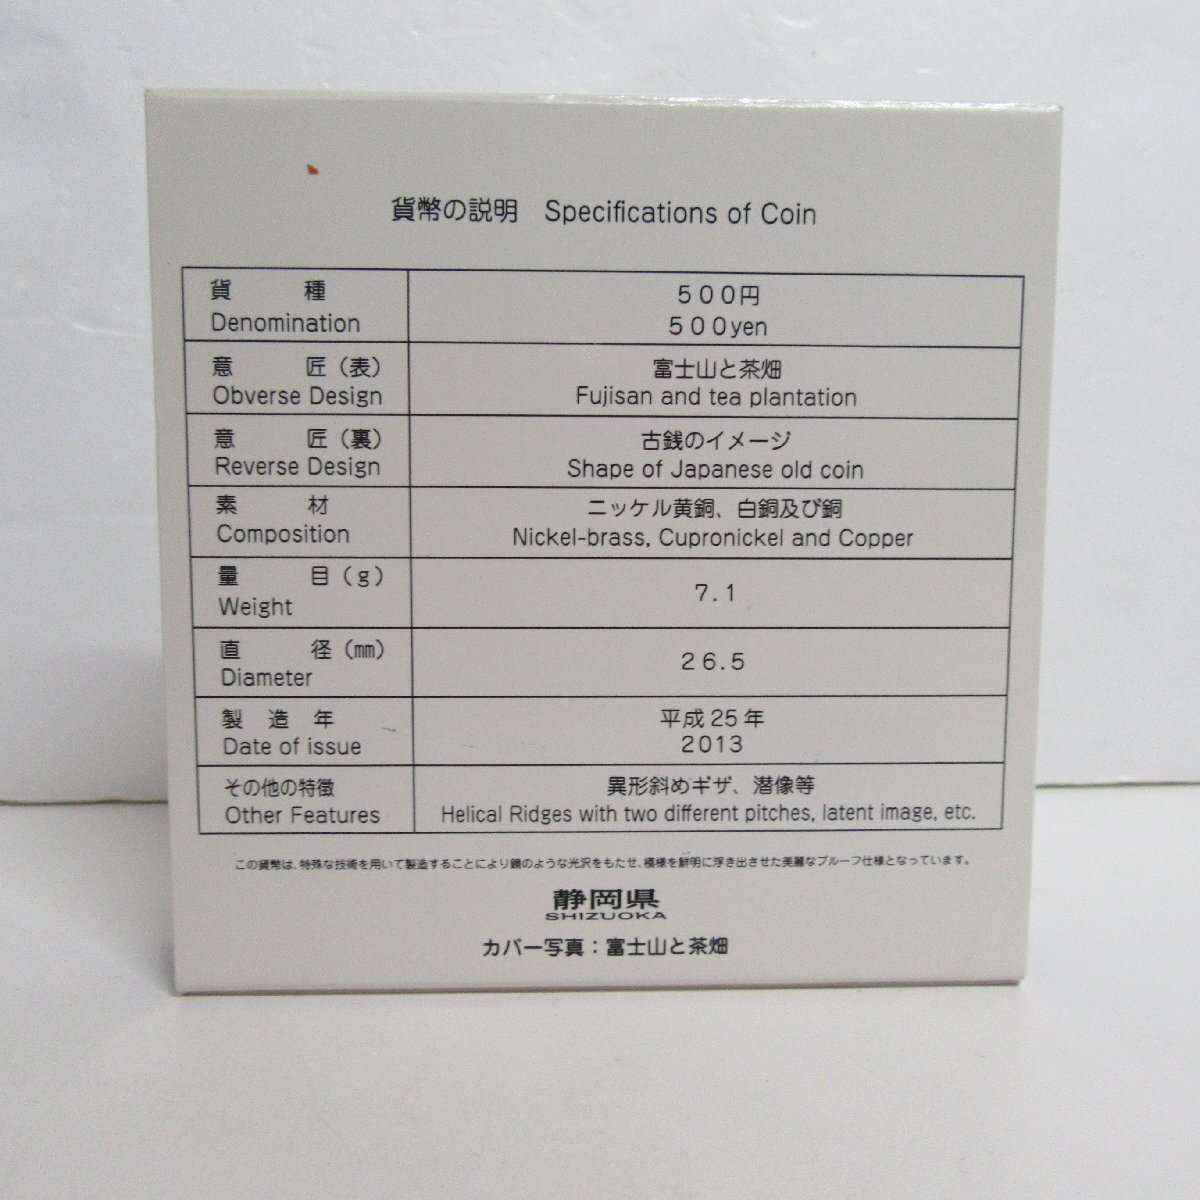 貨幣の説明 Specifications of Coin
貨 種
Denomination
５００円
５００yen
意 匠（表）
Obverse Design
富士山と茶畑
Fujisan and tea plantation
意 匠（裏）
Reverse Design
古銭のイメージ
Shape of Japanese old coin
素 材
Composition
ニッケル黄銅、白銅及び銅
Nickel-brass, Cupronickel and Copper
量 目（ｇ）
Weight
７.１
直 径（㎜）
Diameter
２６.５
製 造 年
Date of issue
平成25年
2013
その他の特徴
Other Features
異形斜めギザ、潜像等
Helical Ridges with two different pitches, latent image, etc.
この貨幣は、特殊な技術を用いて製造することにより鏡のような光沢をもたせ、模様を鮮明に浮き出させた美麗なプルーフ仕様となっています。
静岡県
SHIZUOKA
カバー写真：富士山と茶畑